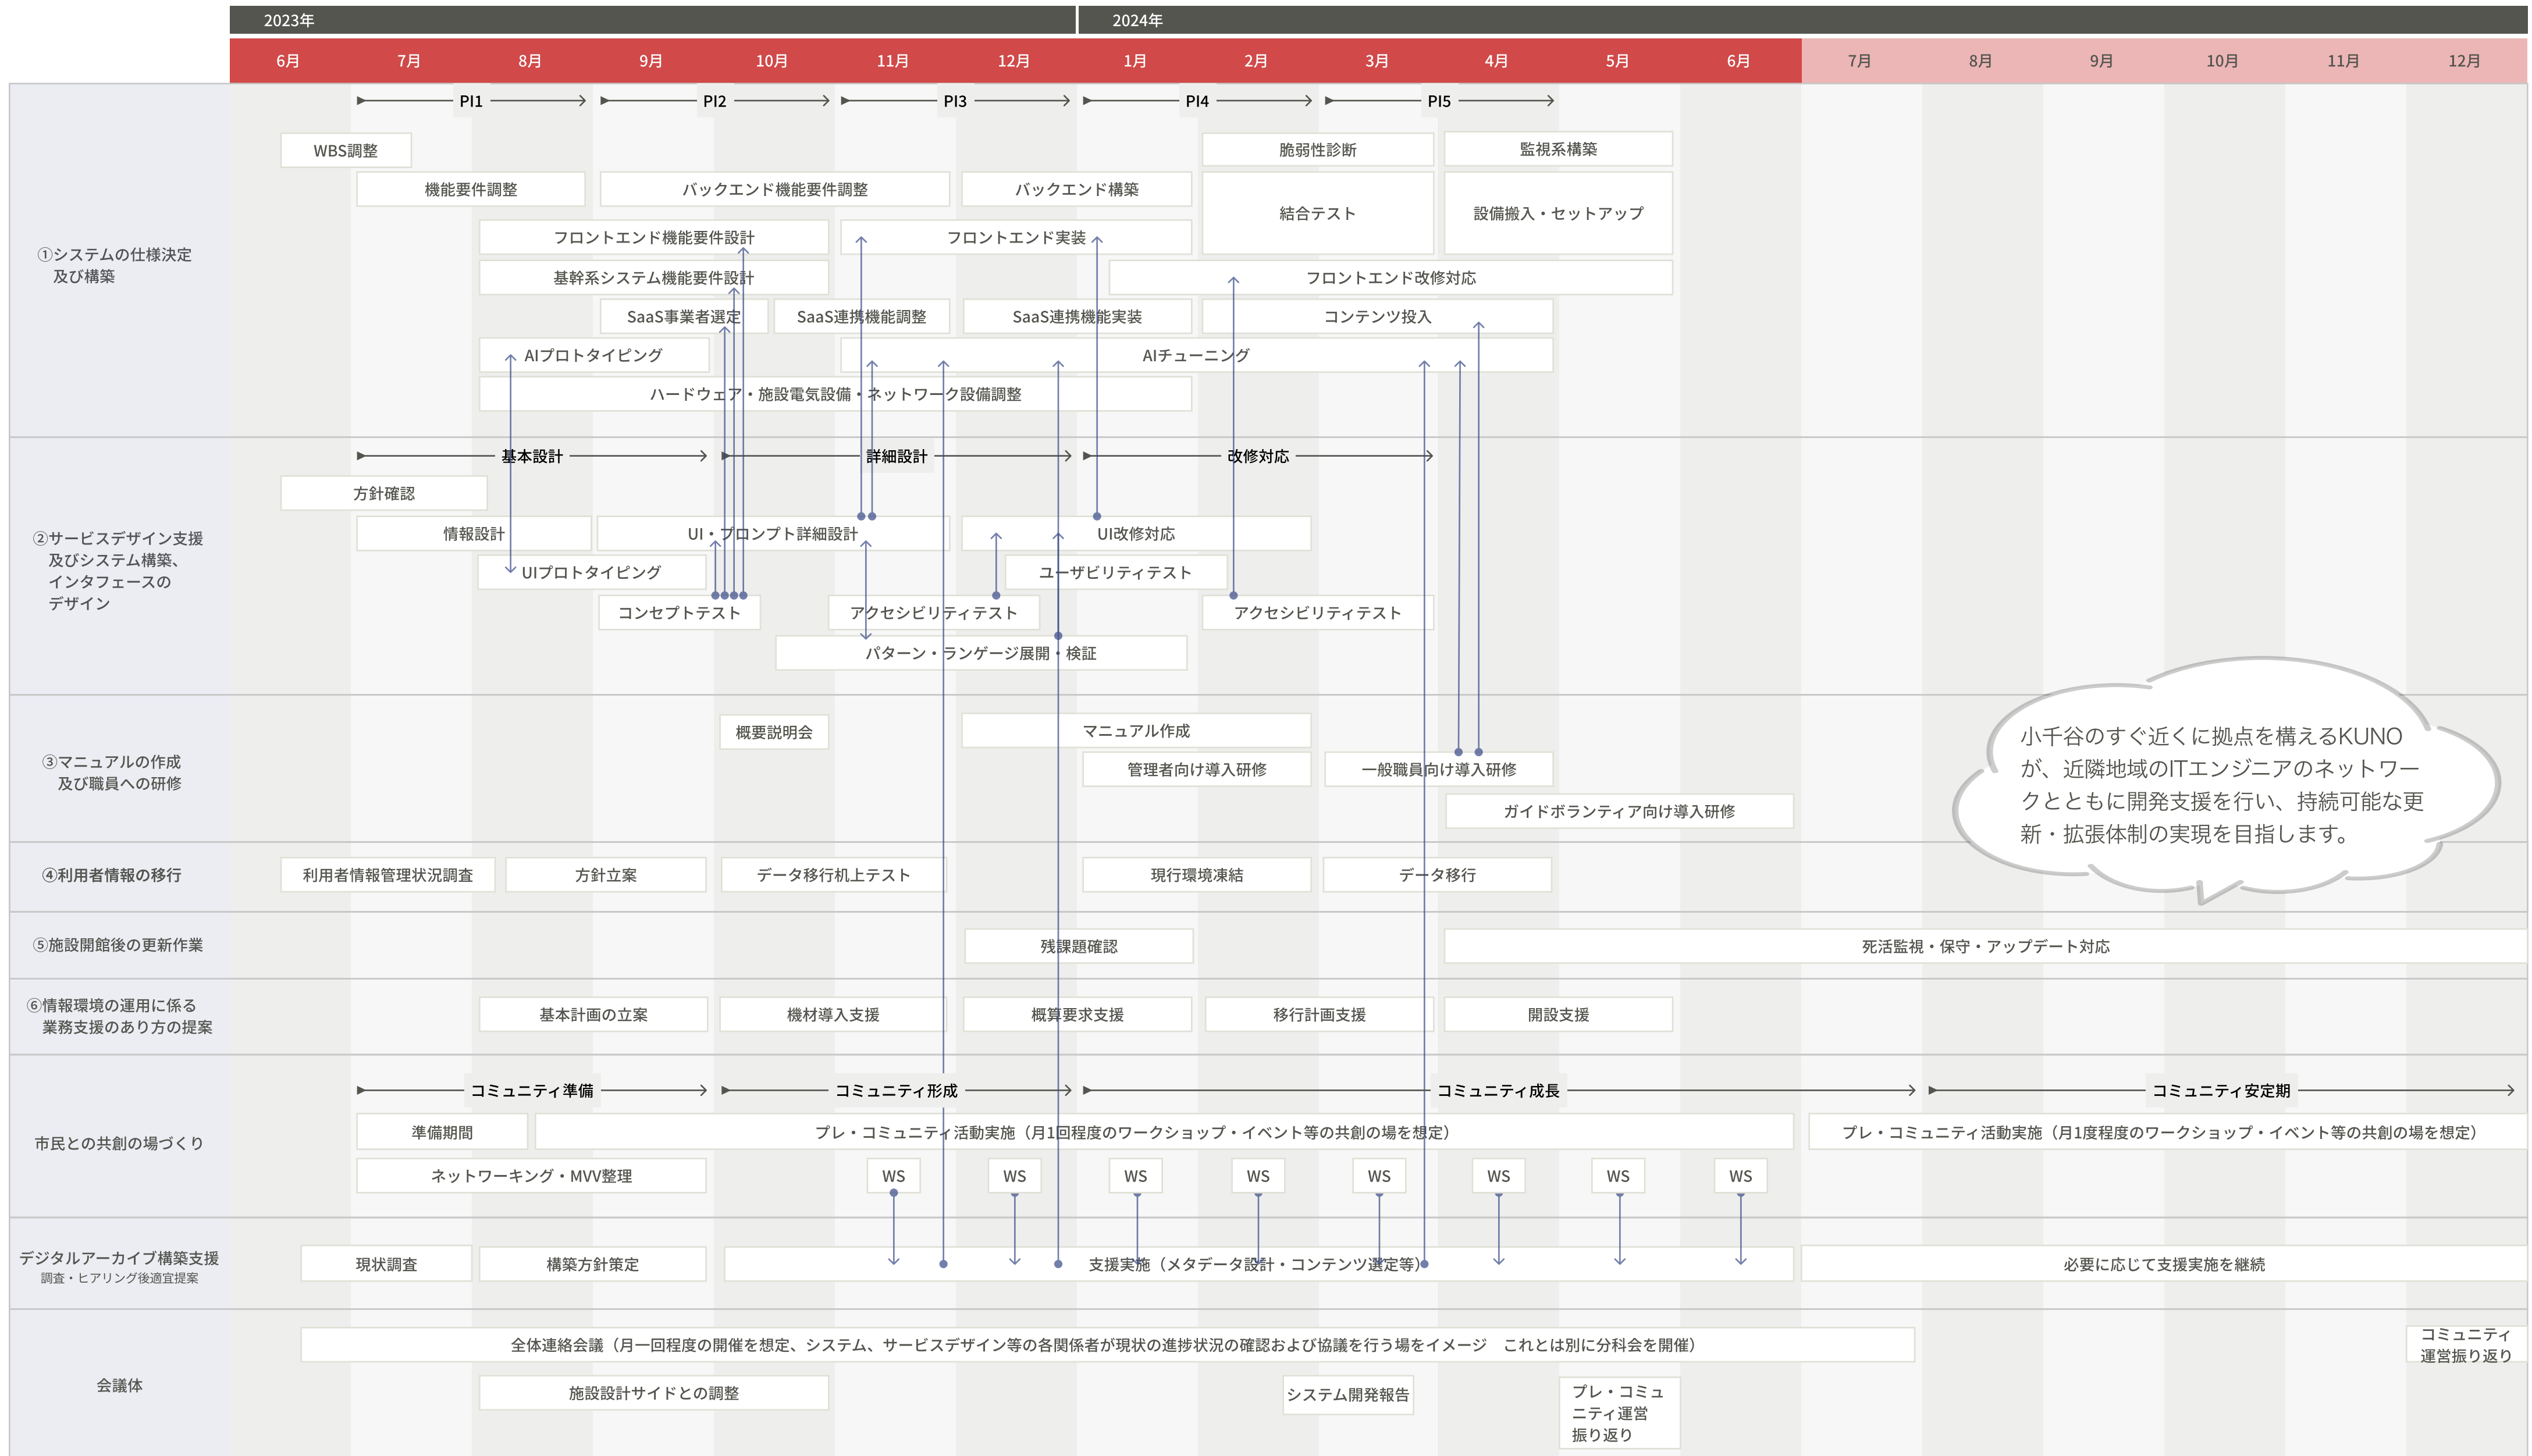 2023年
2024年
6月
7月
8月
9月
10月
11月
12月
1月
2月
3月
4月
5月
6月
7月
8月
9月
10月
11月
12月
①システムの仕様決定
及び構築
PI1
PI2
PI3
PI4
PI5
WBS調整
脆弱性診断
監視系構築
機能要件調整
バックエンド機能要件調整
バックエンド構築
結合テスト
設備搬入・セットアップ
フロントエンド機能要件設計
フロントエンド実装
基幹系システム機能要件設計
フロントエンド改修対応
SaaS事業者選定
SaaS連携機能調整
SaaS連携機能実装
コンテンツ投入
AIプロトタイピング
AIチューニング
ハードウェア・施設電気設備・ネットワーク設備調整
②サービスデザイン支援
及びシステム構築、
インタフェースの
デザイン
基本設計
詳細設計
改修対応
方針確認
情報設計
UI・プロンプト詳細設計
UI改修対応
UIプロトタイピング
ユーザビリティテスト
コンセプトテスト
アクセシビリティテスト
アクセシビリティテスト
パターン・ランゲージ展開・検証
③マニュアルの作成
及び職員への研修
概要説明会
マニュアル作成
管理者向け導入研修
一般職員向け導入研修
ガイドボランティア向け導入研修
小千谷のすぐ近くに拠点を構えるKUNO
が、近隣地域のITエンジニアのネットワー
クとともに開発支援を行い、持続可能な更
新・拡張体制の実現を目指します。
④利用者情報の移行
利用者情報管理状況調査
方針立案
データ移行机上テスト
現行環境凍結
データ移行
⑤施設開館後の更新作業
残課題確認
死活監視・保守・アップデート対応
⑥情報環境の運用に係る
業務支援のあり方の提案
基本計画の立案
機材導入支援
概算要求支援
移行計画支援
開設支援
市民との共創の場づくり
コミュニティ準備
コミュニティ形成
コミュニティ成長
コミュニティ安定期
準備期間
プレ・コミュニティ活動実施（月1回程度のワークショップ・イベント等の共創の場を想定）
プレ・コミュニティ活動実施（月1度程度のワークショップ・イベント等の共創の場を想定）
ネットワーキング・MVV整理
WS
WS
WS
WS
WS
WS
WS
WS
デジタルアーカイブ構築支援
調査・ヒアリング後適宜提案
現状調査
構築方針策定
支援実施（メタデータ設計・コンテンツ選定等）
必要に応じて支援実施を継続
会議体
全体連絡会議（月一回程度の開催を想定、システム、サービスデザイン等の各関係者が現状の進捗状況の確認および協議を行う場をイメージ　これとは別に分科会を開催）
コミュニティ
運営振り返り
施設設計サイドとの調整
システム開発報告
プレ・コミュ
ニティ運営
振り返り